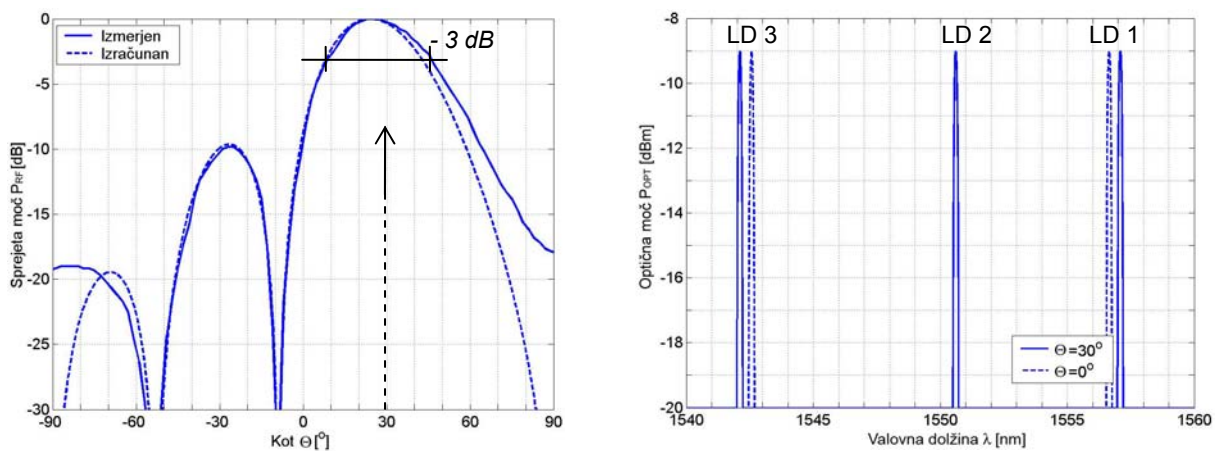 Izmerjen
Izračunan
- 3 dB
Sprejeta moč PRF [dB]
0
-5
-10
-15
-20
-25
-30
-90
-60
-30
0
30
60
90
Kot Θ [°]
LD 3
LD 2
LD 1
Optična moč POPT [dBm]
-8
-10
-12
-14
-16
-18
-20
Θ=30°
Θ=0°
1540
1545
1550
1555
1560
Valovna dolžina λ [nm]